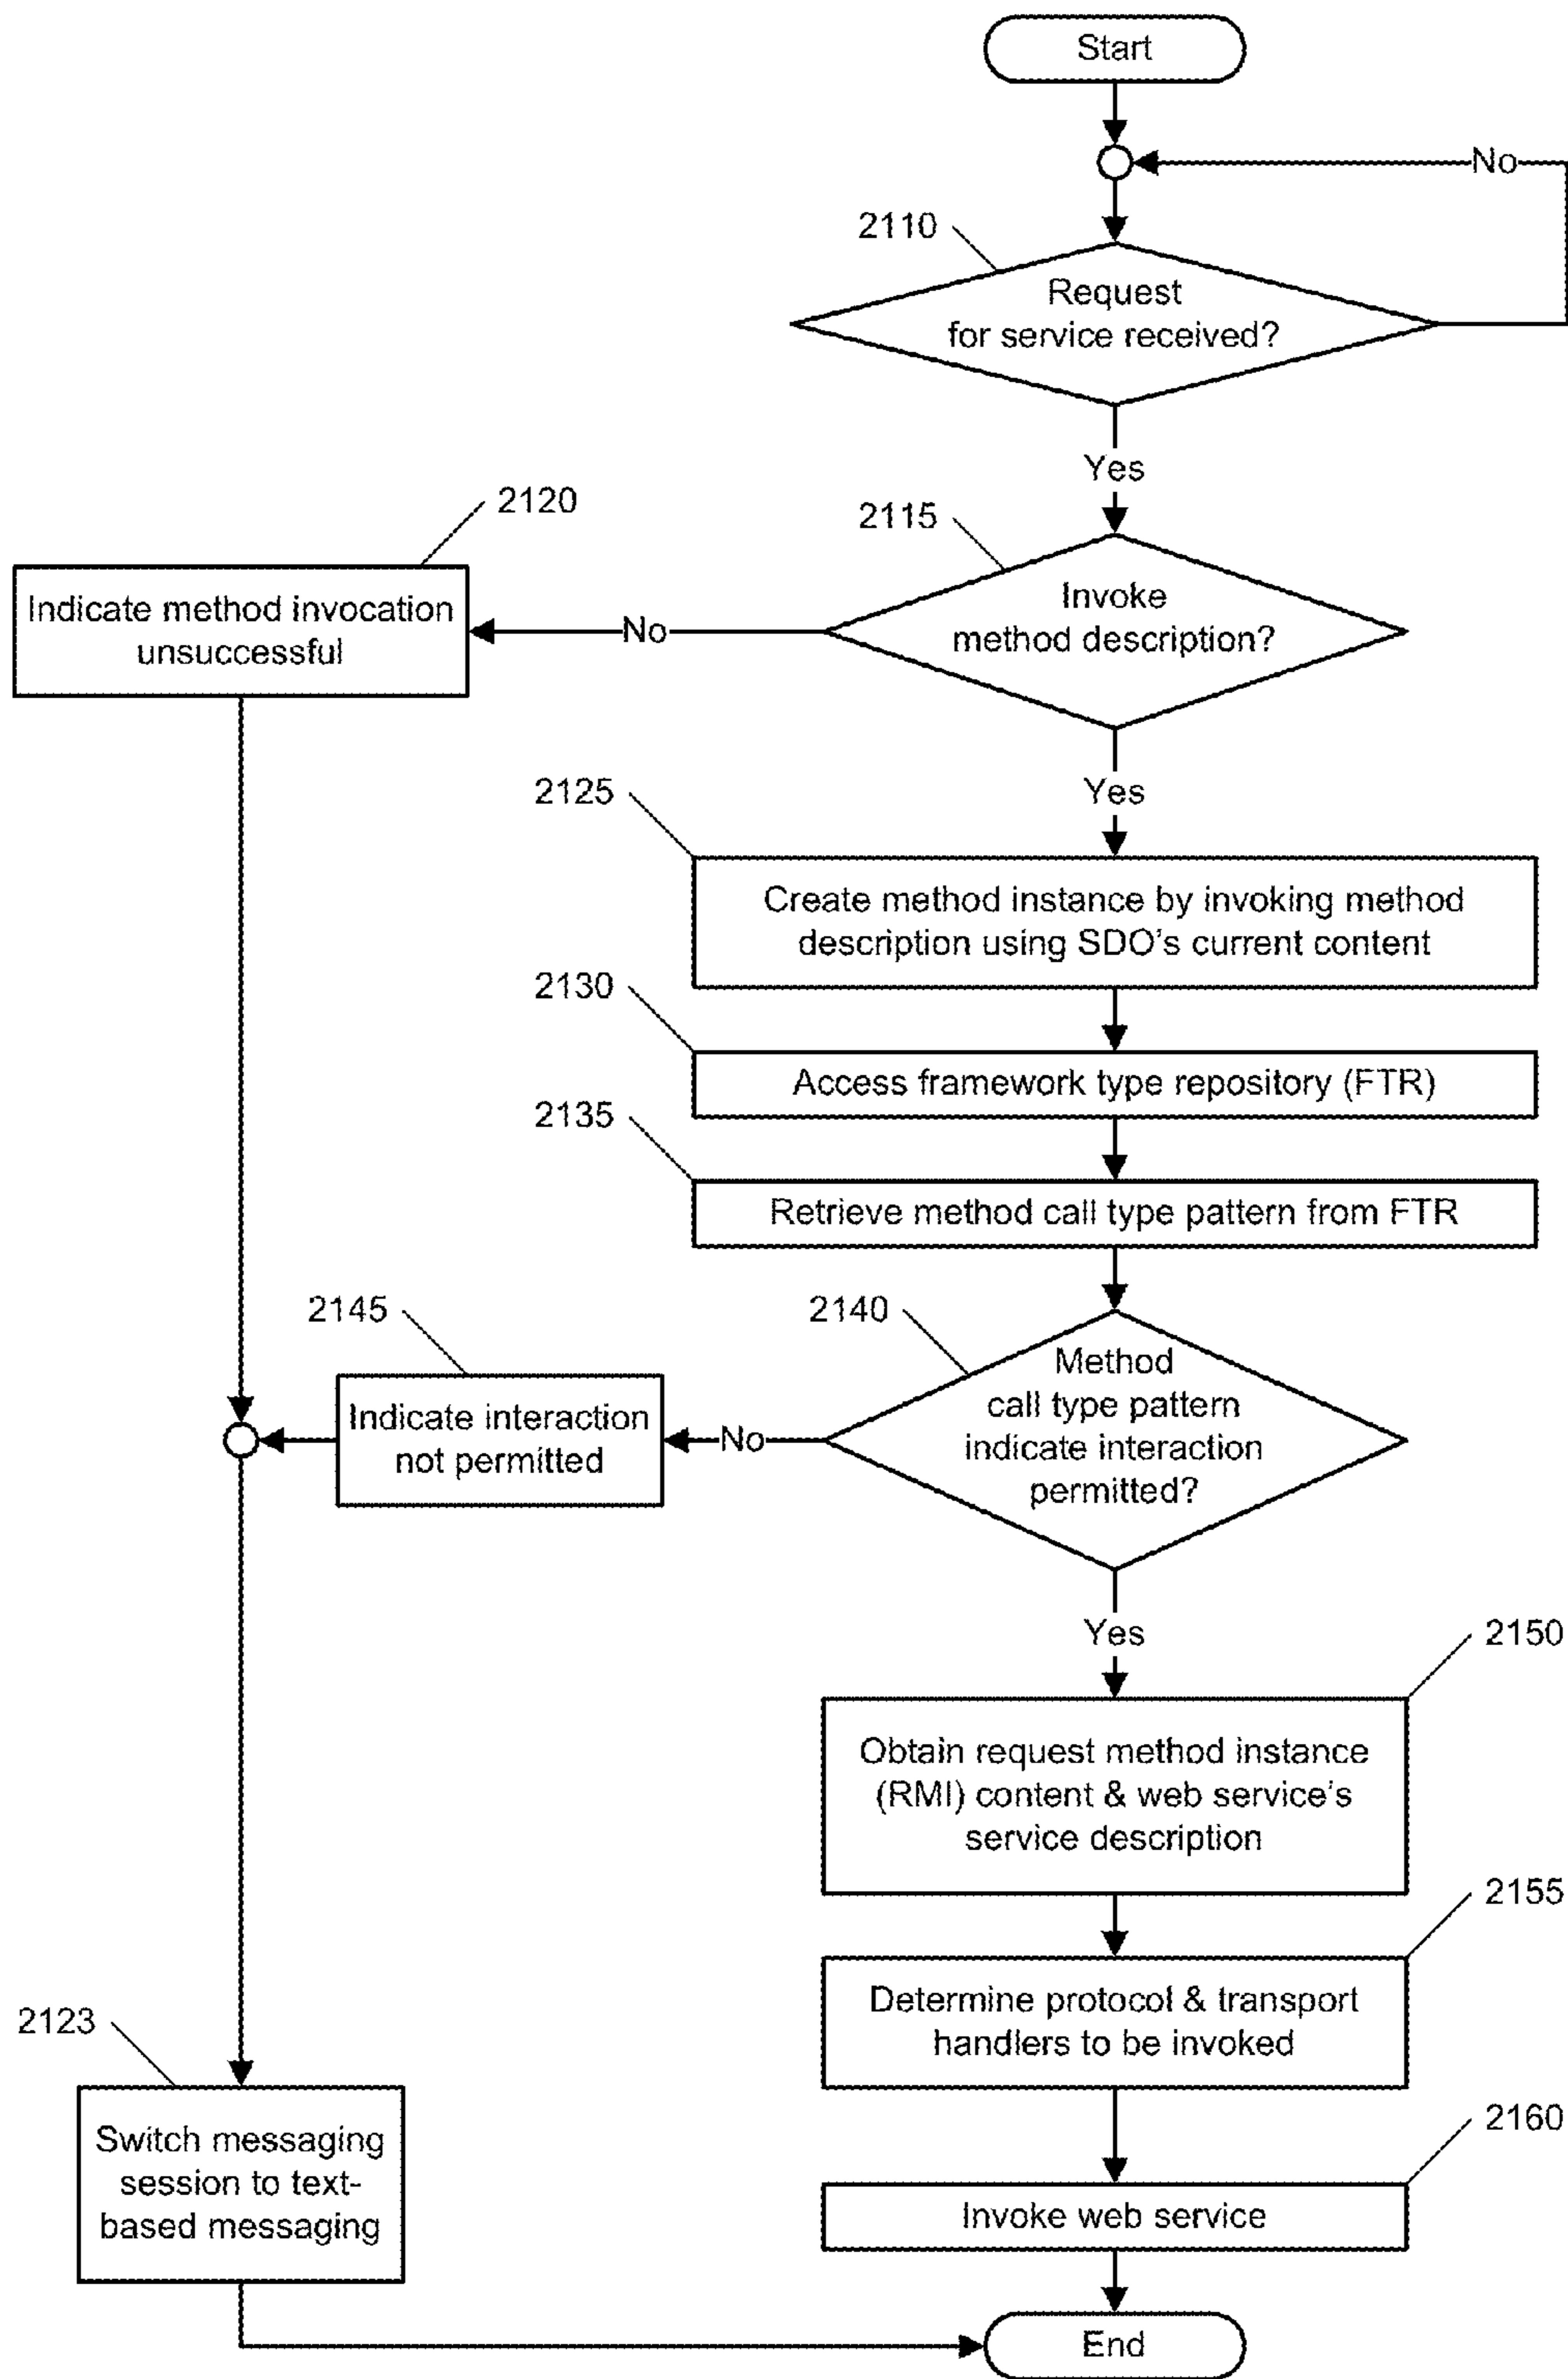 Start
No
2110
Request
for service received?
Yes
2120
2115
Indicate method invocation
unsuccessful
No
Invoke
method description?
Yes
2125
Create method instance by invoking method
description using SDO's current content
2130
Access framework type repository (FTR)
2135
Retrieve method call type pattern from FTR
2145
2140
Indicate interaction
not permitted
No
Method
call type pattern
indicate interaction
permitted?
Yes
2150
Obtain request method instance
(RMI) content & web service's
service description
2155
Determine protocol & transport
handlers to be invoked
2123
Switch messaging
session to text-
based messaging
2160
Invoke web service
End